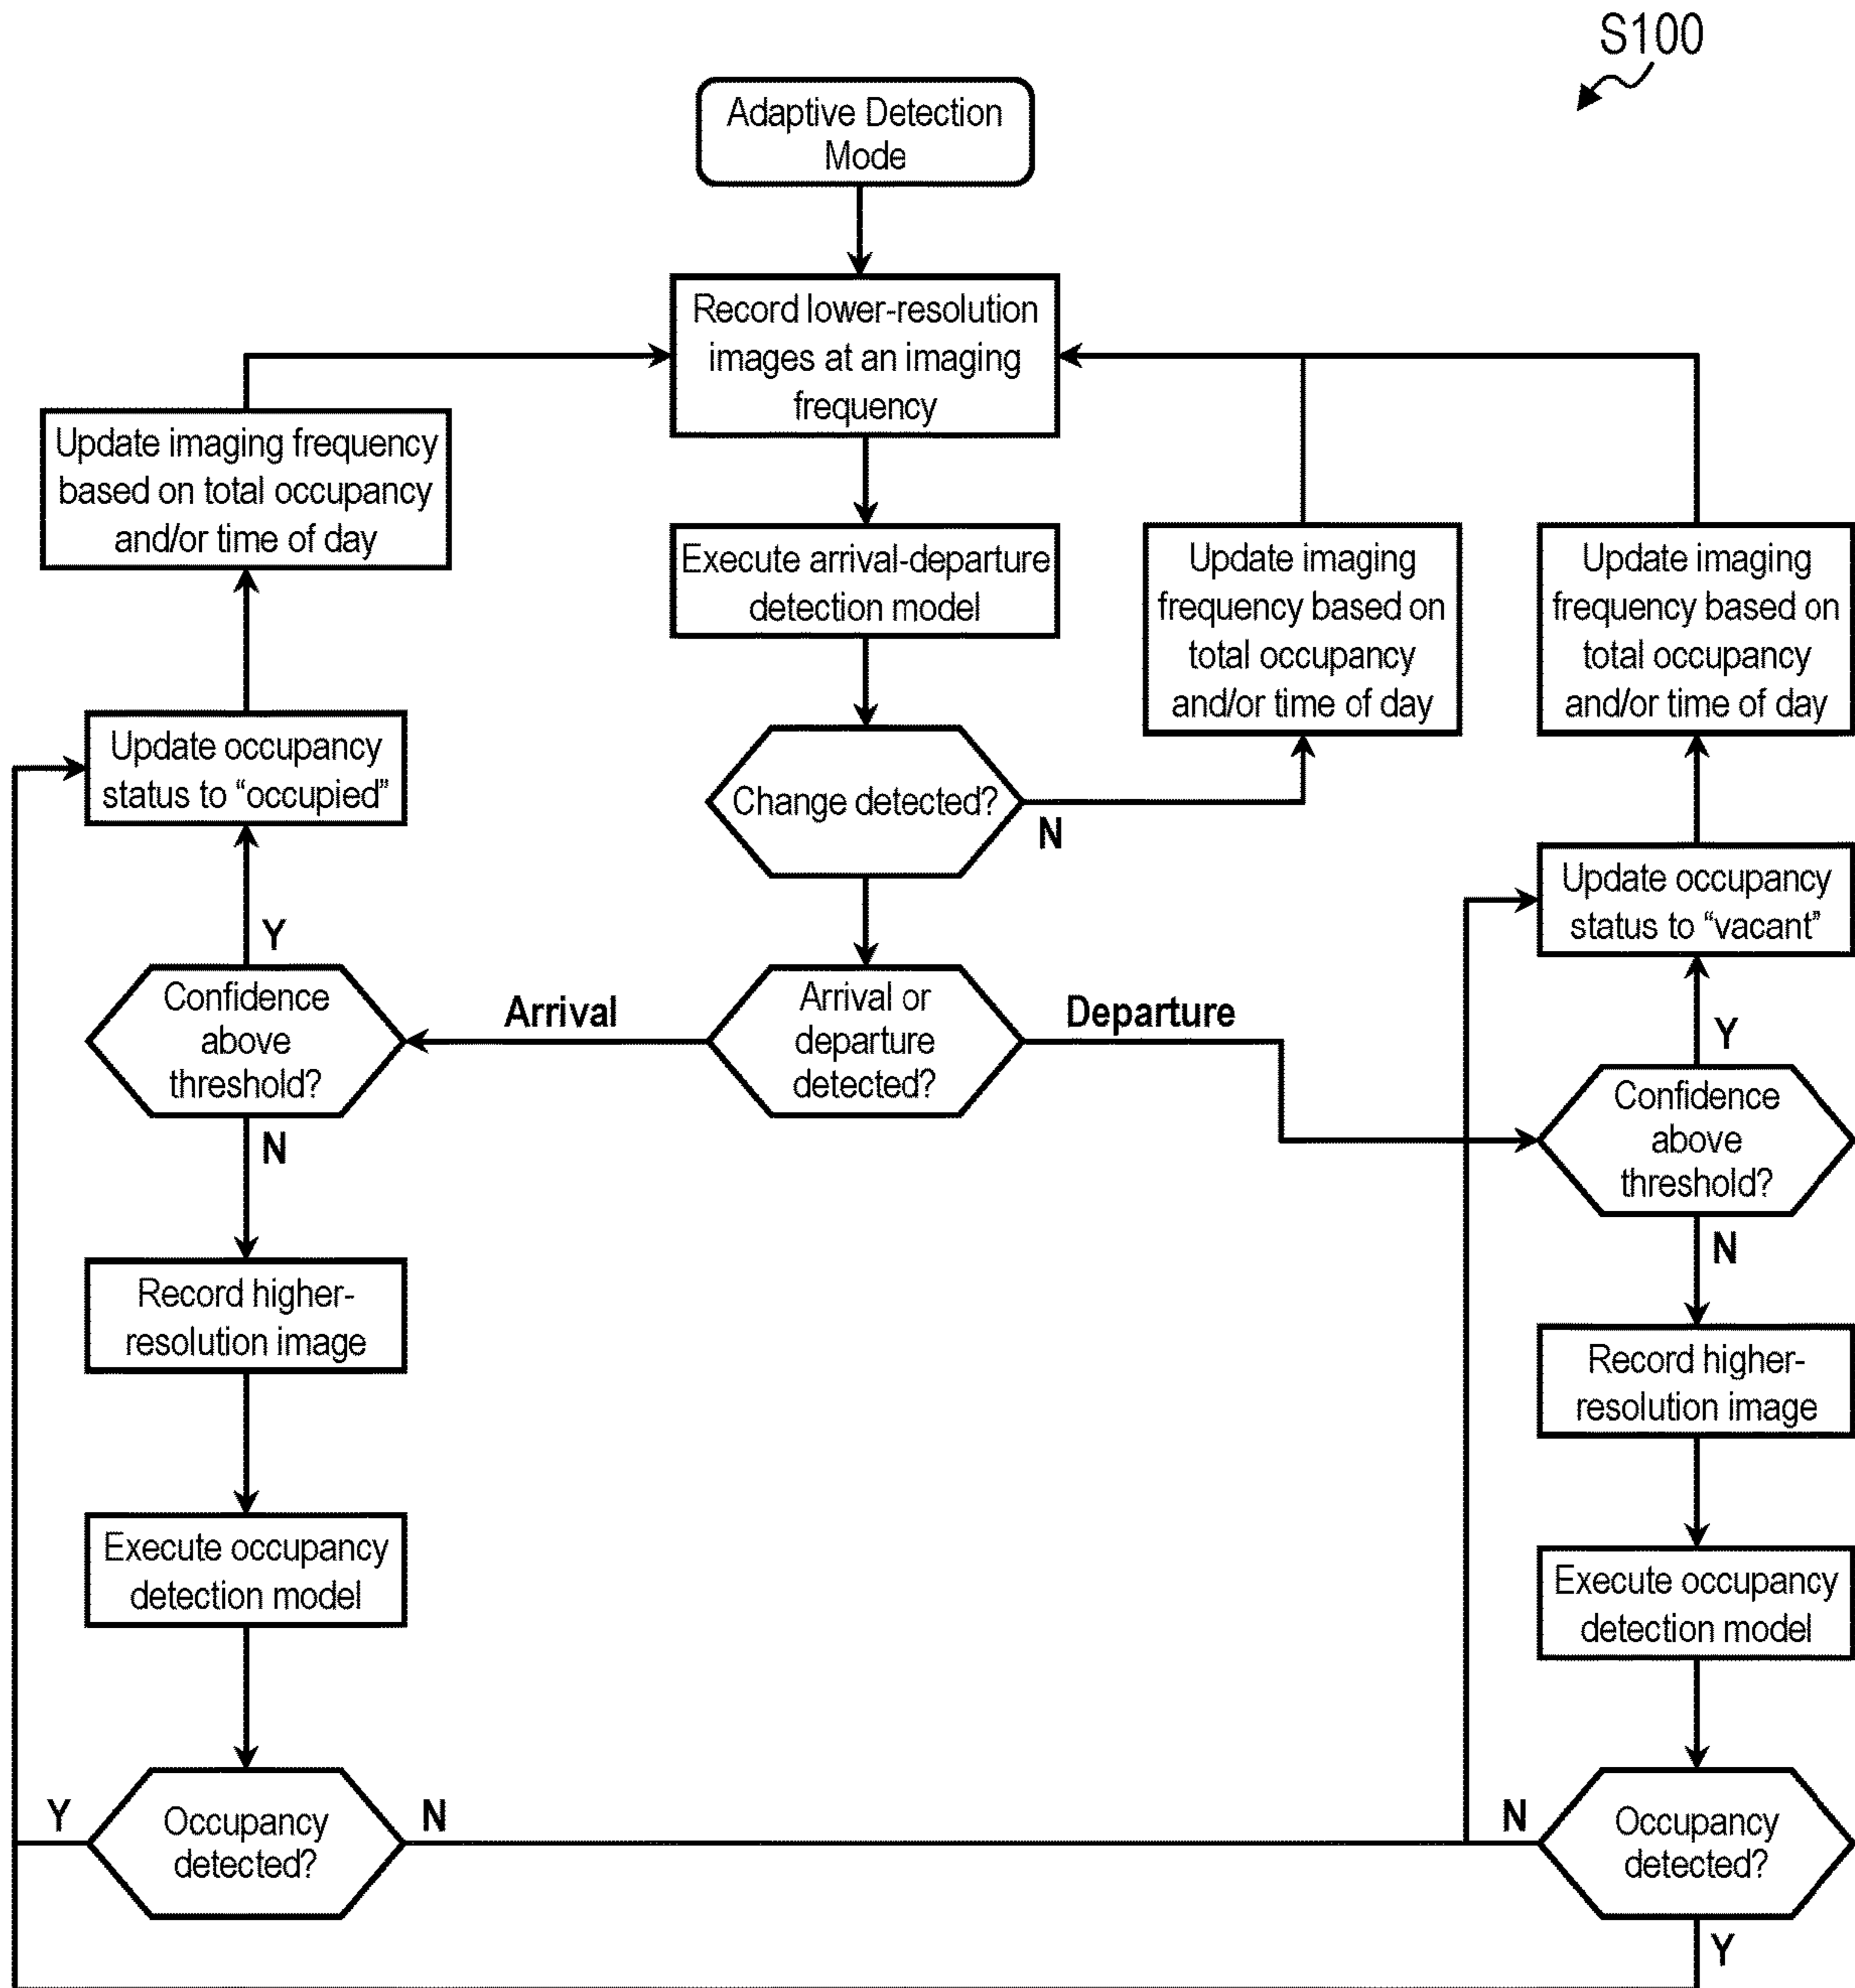 S100
Adaptive Detection
Mode
Record lower-resolution
images at an imaging
frequency
Update imaging frequency
based on total occupancy
and/or time of day
Execute arrival-departure
detection model
Update imaging
frequency based on
total occupancy
and/or time of day
Update imaging
frequency based on
total occupancy
and/or time of day
Update occupancy
status to “occupied”
Change detected?
N
Update occupancy
status to “vacant”
Y
Confidence
above
threshold?
Arrival
Arrival or
departure
detected?
Departure
Y
Confidence
above
threshold?
N
N
Record higher-
resolution image
Record higher-
resolution image
Execute occupancy
detection model
Execute occupancy
detection model
Y
Occupancy
detected?
N
N
Occupancy
detected?
Y